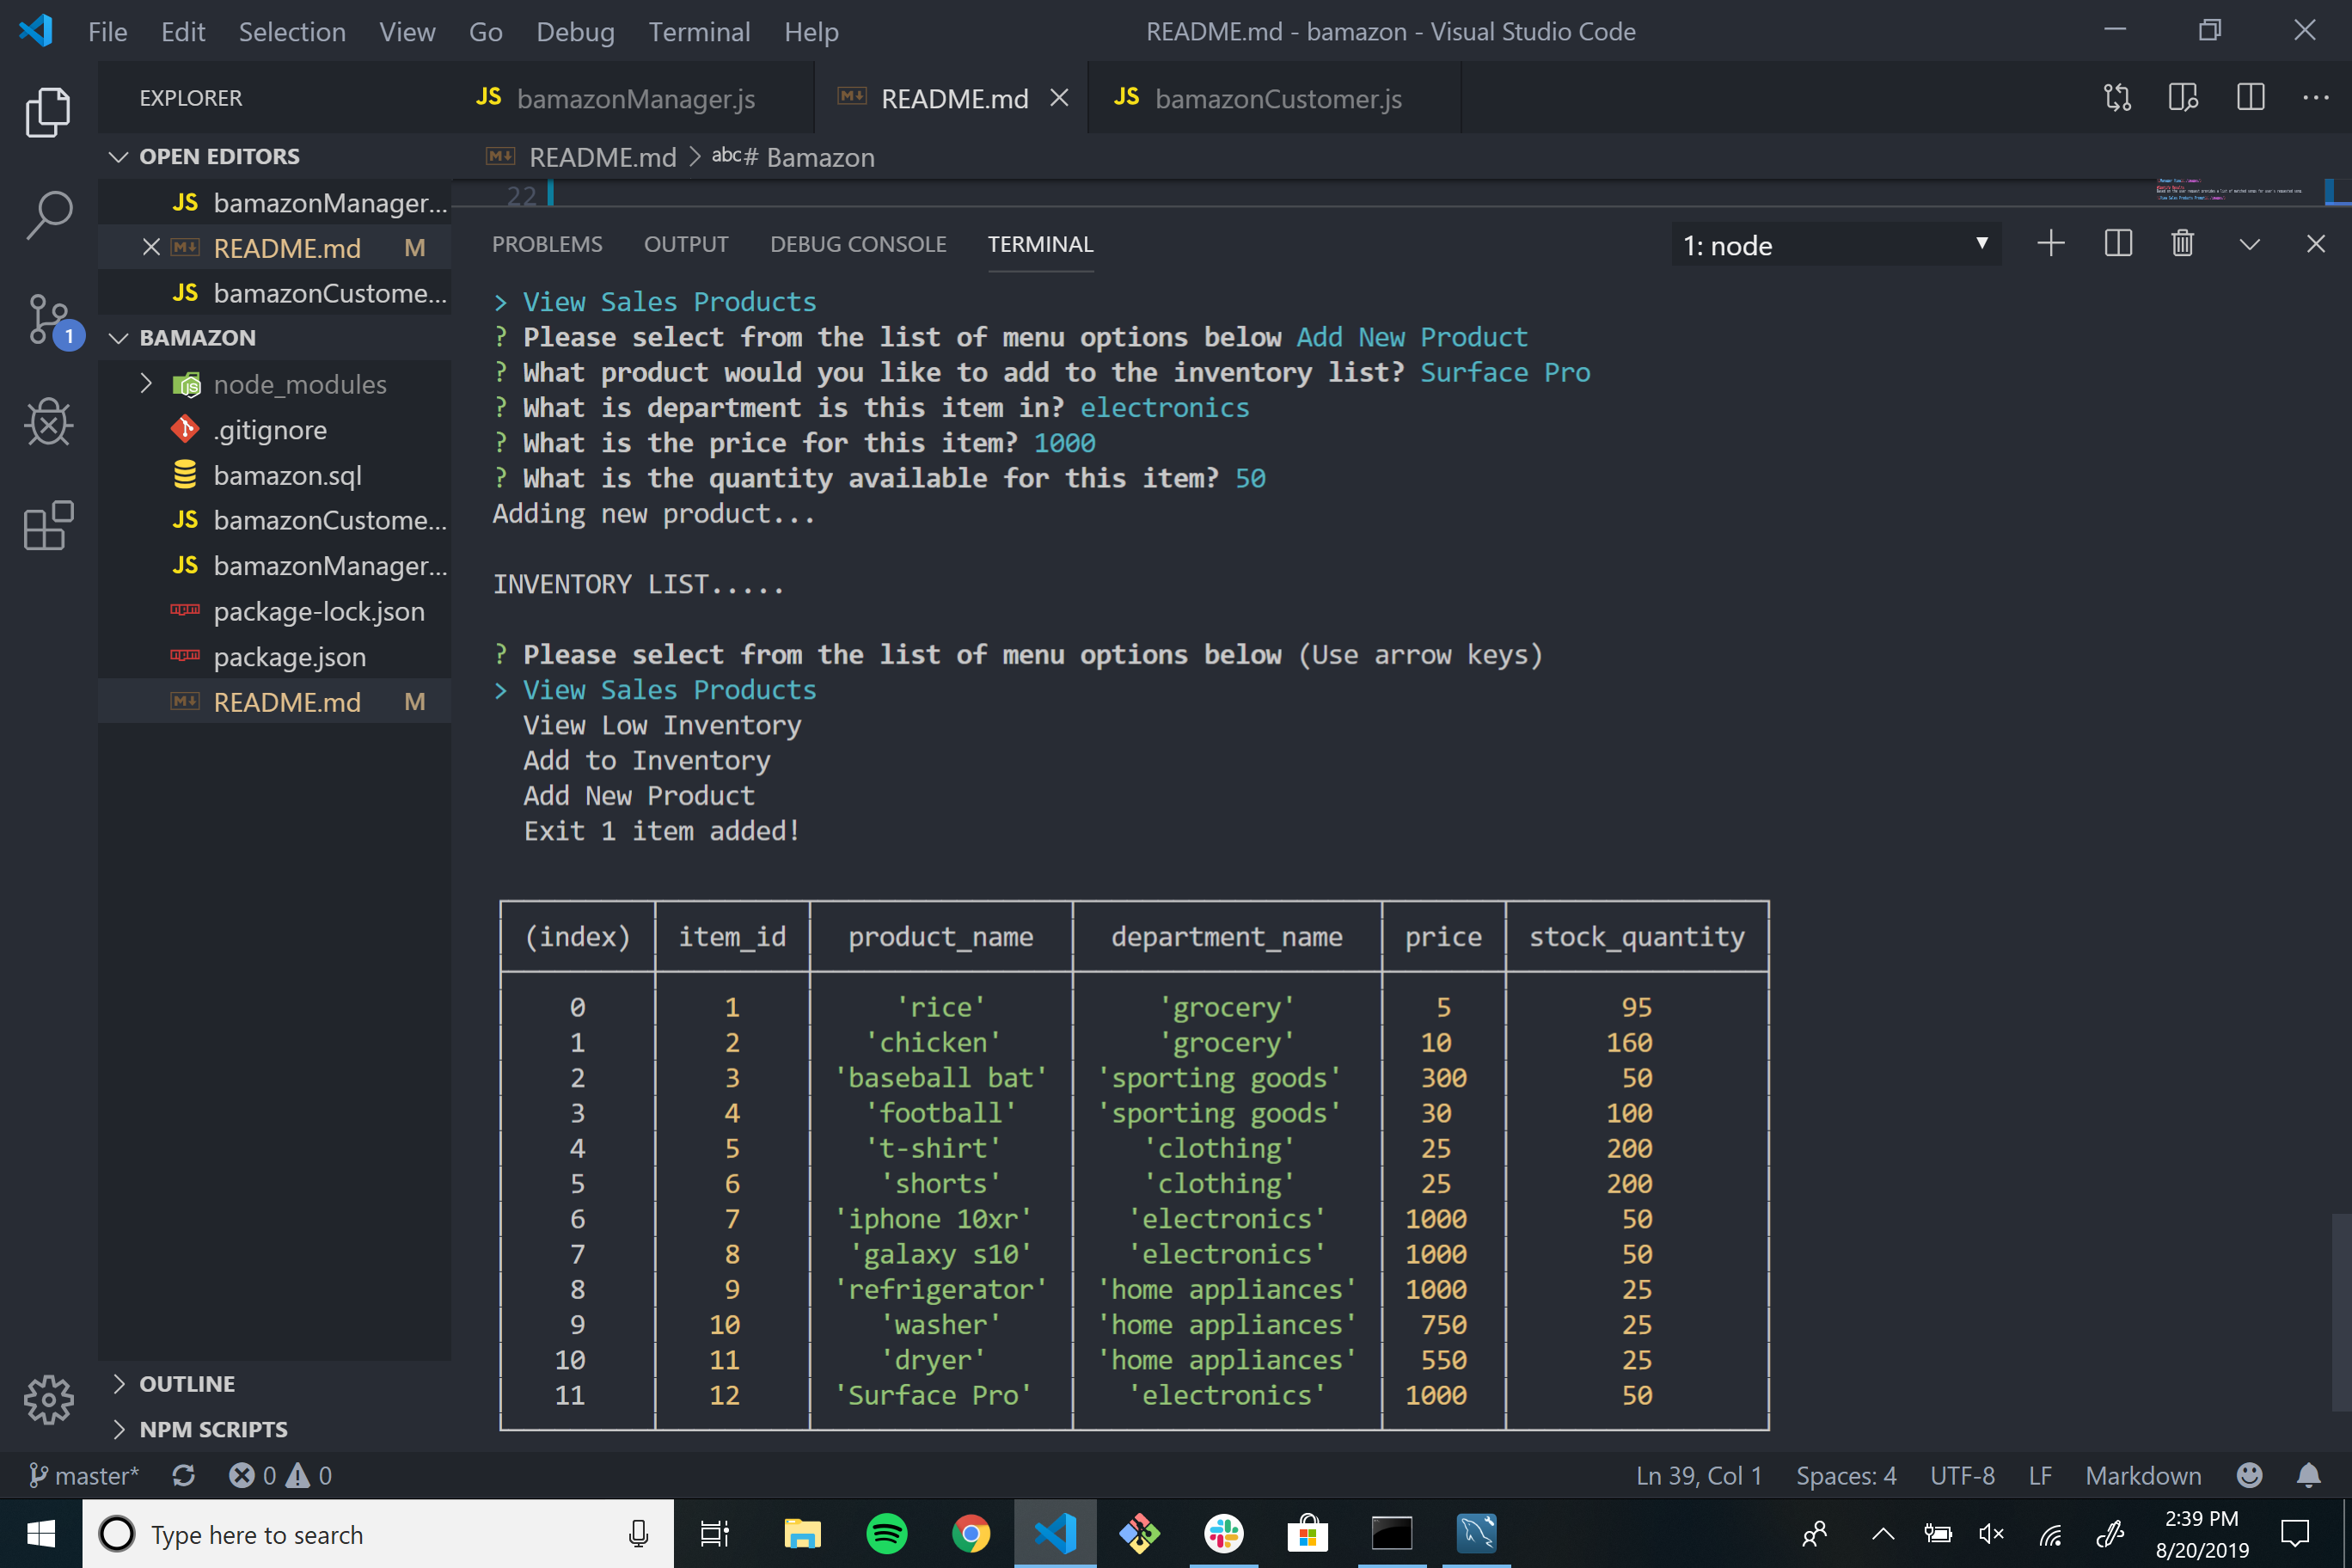 File Edit Selection View Go Debug Terminal Help
README.md - bamazon - Visual Studio Code
EXPLORER
JS bamazonManager.js
README.md
JS bamazonCustomer.js
OPEN EDITORS
JS bamazonManager...
README.md M
JS bamazonCustome...
BAMAZON
node_modules
.gitignore
bamazon.sql
JS bamazonCustome...
JS bamazonManager...
package-lock.json
package.json
README.md M
OUTLINE
NPM SCRIPTS
1
README.md > abc # Bamazon
22
PROBLEMS OUTPUT DEBUG CONSOLE TERMINAL
1: node
> View Sales Products
? Please select from the list of menu options below Add New Product
? What product would you like to add to the inventory list? Surface Pro
? What is department is this item in? electronics
? What is the price for this item? 1000
? What is the quantity available for this item? 50
Adding new product...
INVENTORY LIST.....
? Please select from the list of menu options below (Use arrow keys)
> View Sales Products
View Low Inventory
Add to Inventory
Add New Product
Exit 1 item added!
(index) item_id product_name department_name price stock_quantity
0 1 'rice' 'grocery' 5 95
1 2 'chicken' 'grocery' 10 160
2 3 'baseball bat' 'sporting goods' 300 50
3 4 'football' 'sporting goods' 30 100
4 5 't-shirt' 'clothing' 25 200
5 6 'shorts' 'clothing' 25 200
6 7 'iphone 10xr' 'electronics' 1000 50
7 8 'galaxy s10' 'electronics' 1000 50
8 9 'refrigerator' 'home appliances' 1000 25
9 10 'washer' 'home appliances' 750 25
10 11 'dryer' 'home appliances' 550 25
11 12 'Surface Pro' 'electronics' 1000 50
master* 0 0
Ln 39, Col 1 Spaces: 4 UTF-8 LF Markdown
Type here to search
2:39 PM
8/20/2019